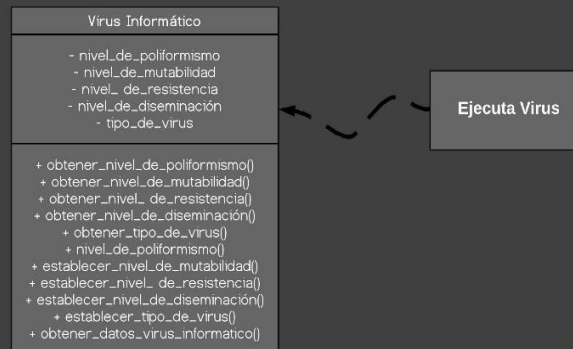 Virus Informático
- nivel_de_poliformismo
- nivel_de_mutabilidad
- nivel_ de_resistencia
- nivel_de_diseminación
- tipo_de_virus
+ obtener_nivel_de_poliformismo()
+ obtener_nivel_de_mutabilidad()
+ obtener_nivel_ de_resistencia()
+ obtener_nivel_de_diseminación()
+ obtener_tipo_de_virus()
+ nivel_de_poliformismo()
+ establecer_nivel_de_mutabilidad()
+ establecer_nivel_ de_resistencia()
+ establecer_nivel_de_diseminación()
+ establecer_tipo_de_virus()
+ obtener_datos_virus_informatico()
Ejecuta Virus